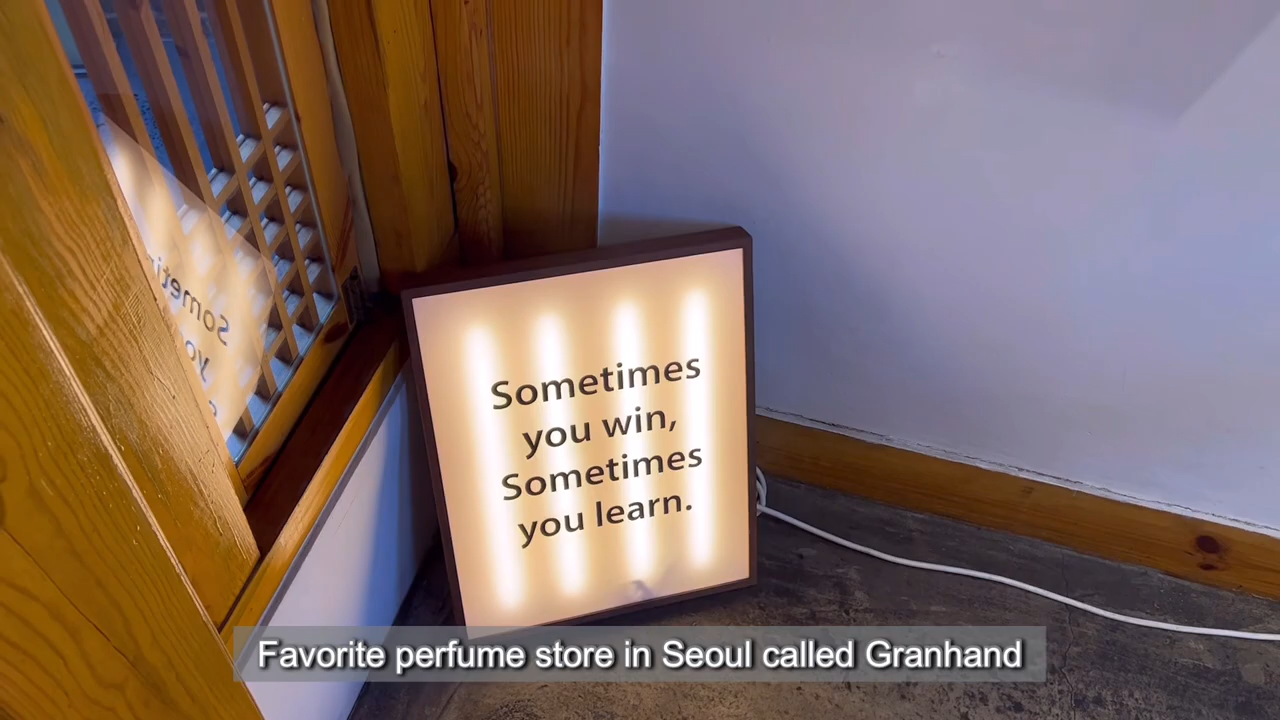 Sometimes
you win,
Sometimes
you learn.
Favorite perfume store in Seoul called Granhand